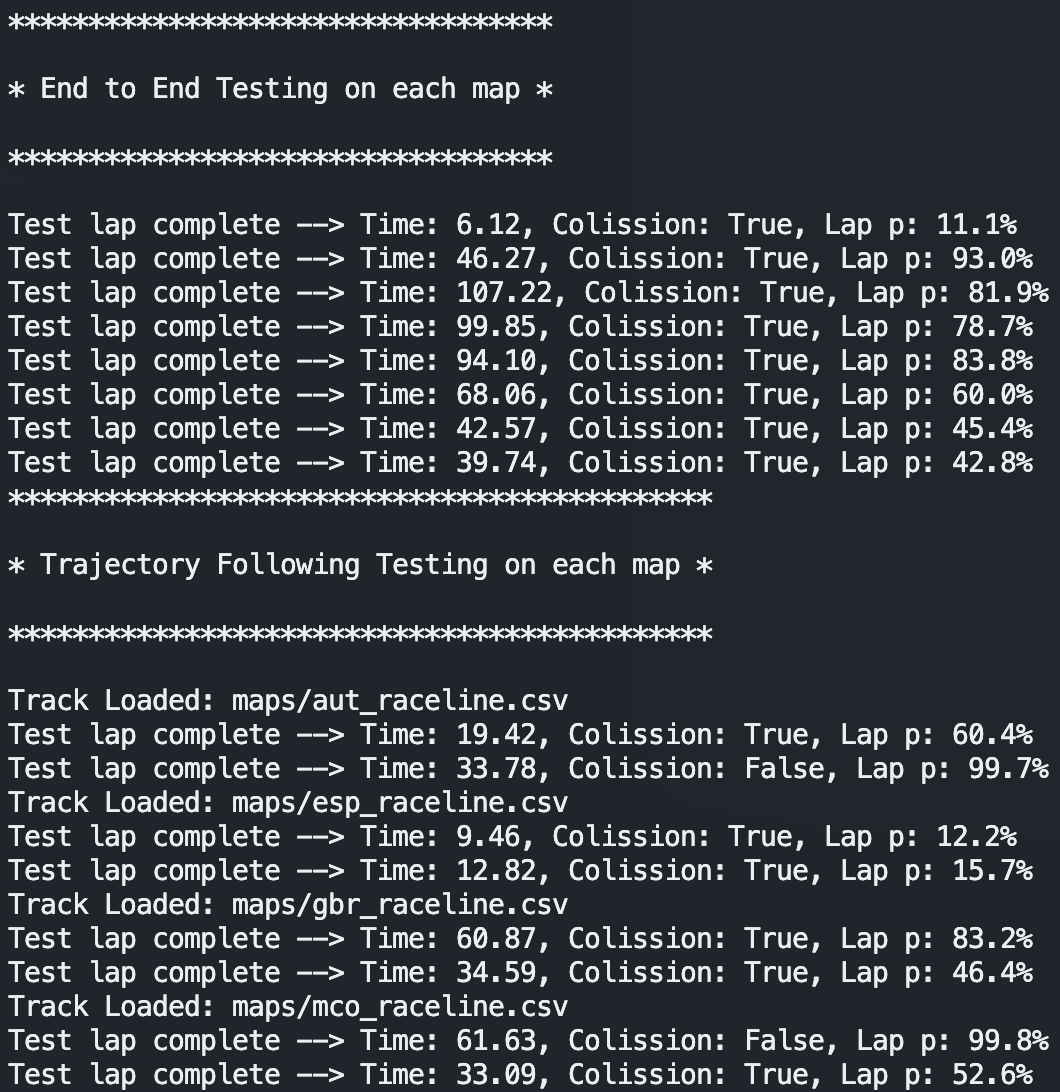 **********************************
* End to End Testing on each map *
**********************************
Test lap complete --> Time: 6.12, Colission: True, Lap p: 11.1%
Test lap complete --> Time: 46.27, Colission: True, Lap p: 93.0%
Test lap complete --> Time: 107.22, Colission: True, Lap p: 81.9%
Test lap complete --> Time: 99.85, Colission: True, Lap p: 78.7%
Test lap complete --> Time: 94.10, Colission: True, Lap p: 83.8%
Test lap complete --> Time: 68.06, Colission: True, Lap p: 60.0%
Test lap complete --> Time: 42.57, Colission: True, Lap p: 45.4%
Test lap complete --> Time: 39.74, Colission: True, Lap p: 42.8%
********************************************
* Trajectory Following Testing on each map *
********************************************
Track Loaded: maps/aut_raceline.csv
Test lap complete --> Time: 19.42, Colission: True, Lap p: 60.4%
Test lap complete --> Time: 33.78, Colission: False, Lap p: 99.7%
Track Loaded: maps/esp_raceline.csv
Test lap complete --> Time: 9.46, Colission: True, Lap p: 12.2%
Test lap complete --> Time: 12.82, Colission: True, Lap p: 15.7%
Track Loaded: maps/gbr_raceline.csv
Test lap complete --> Time: 60.87, Colission: True, Lap p: 83.2%
Test lap complete --> Time: 34.59, Colission: True, Lap p: 46.4%
Track Loaded: maps/mco_raceline.csv
Test lap complete --> Time: 61.63, Colission: False, Lap p: 99.8%
Test lap complete --> Time: 33.09, Colission: True, Lap p: 52.6%